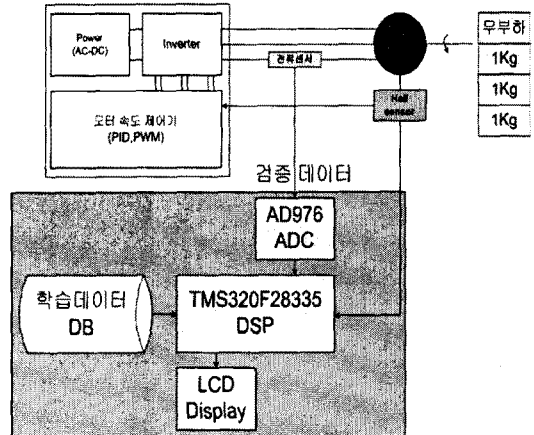 Power
(AC-DC)
Inverter
전류센서
모터 속도 제어기
(PID,PWM)
Hall
sensor
우부하
1Kg
1Kg
1Kg
검증 데이터
AD976
ADC
학습데이터
DB
TMS320F28335
DSP
LCD
Display